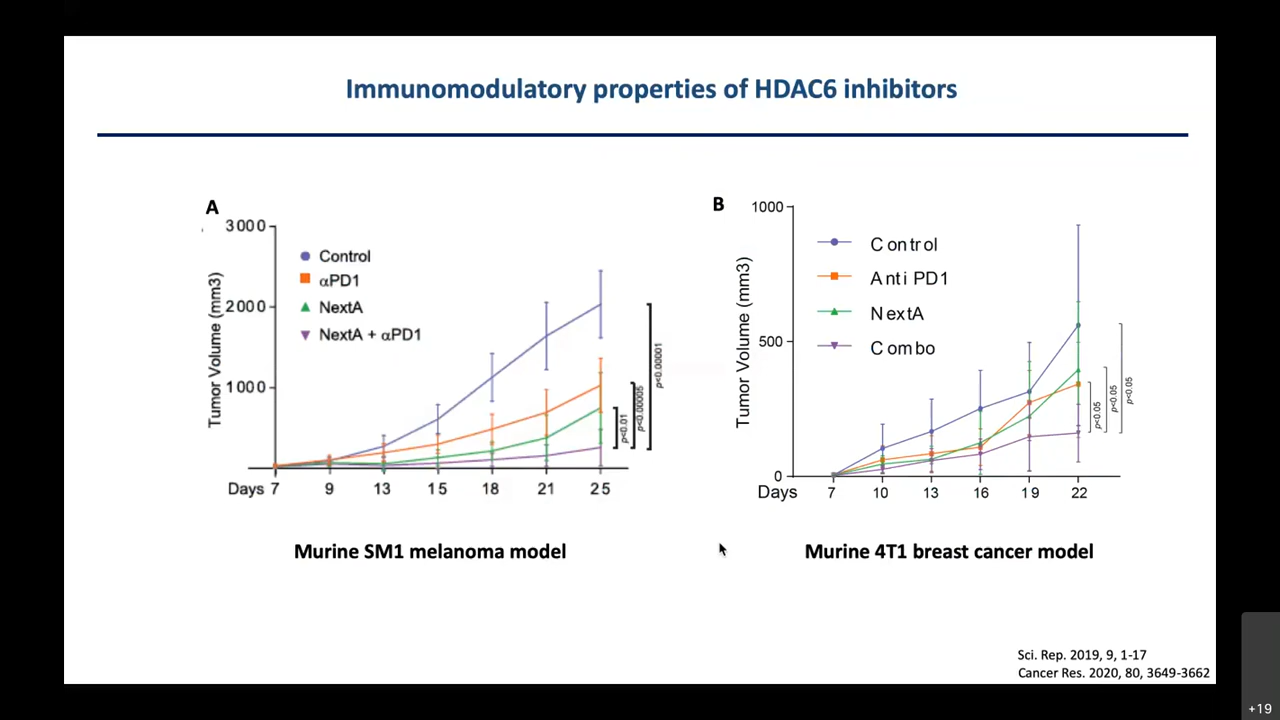 Immunomodulatory properties of HDAC6 inhibitors
A
3000
2000
1000
Tumor Volume (mm3)
Control
αPD1
NextA
NextA + αPD1
p<0.01
p<0.00005
p<0.00001
Days 7 9 13 15 18 21 25
Murine SM1 melanoma model
B
1000
500
0
Tumor Volume (mm3)
Control
Anti PD1
NextA
Combo
p<0.05
p<0.05
p<0.05
Days 7 10 13 16 19 22
Murine 4T1 breast cancer model
Sci. Rep. 2019, 9, 1-17
Cancer Res. 2020, 80, 3649-3662
+19